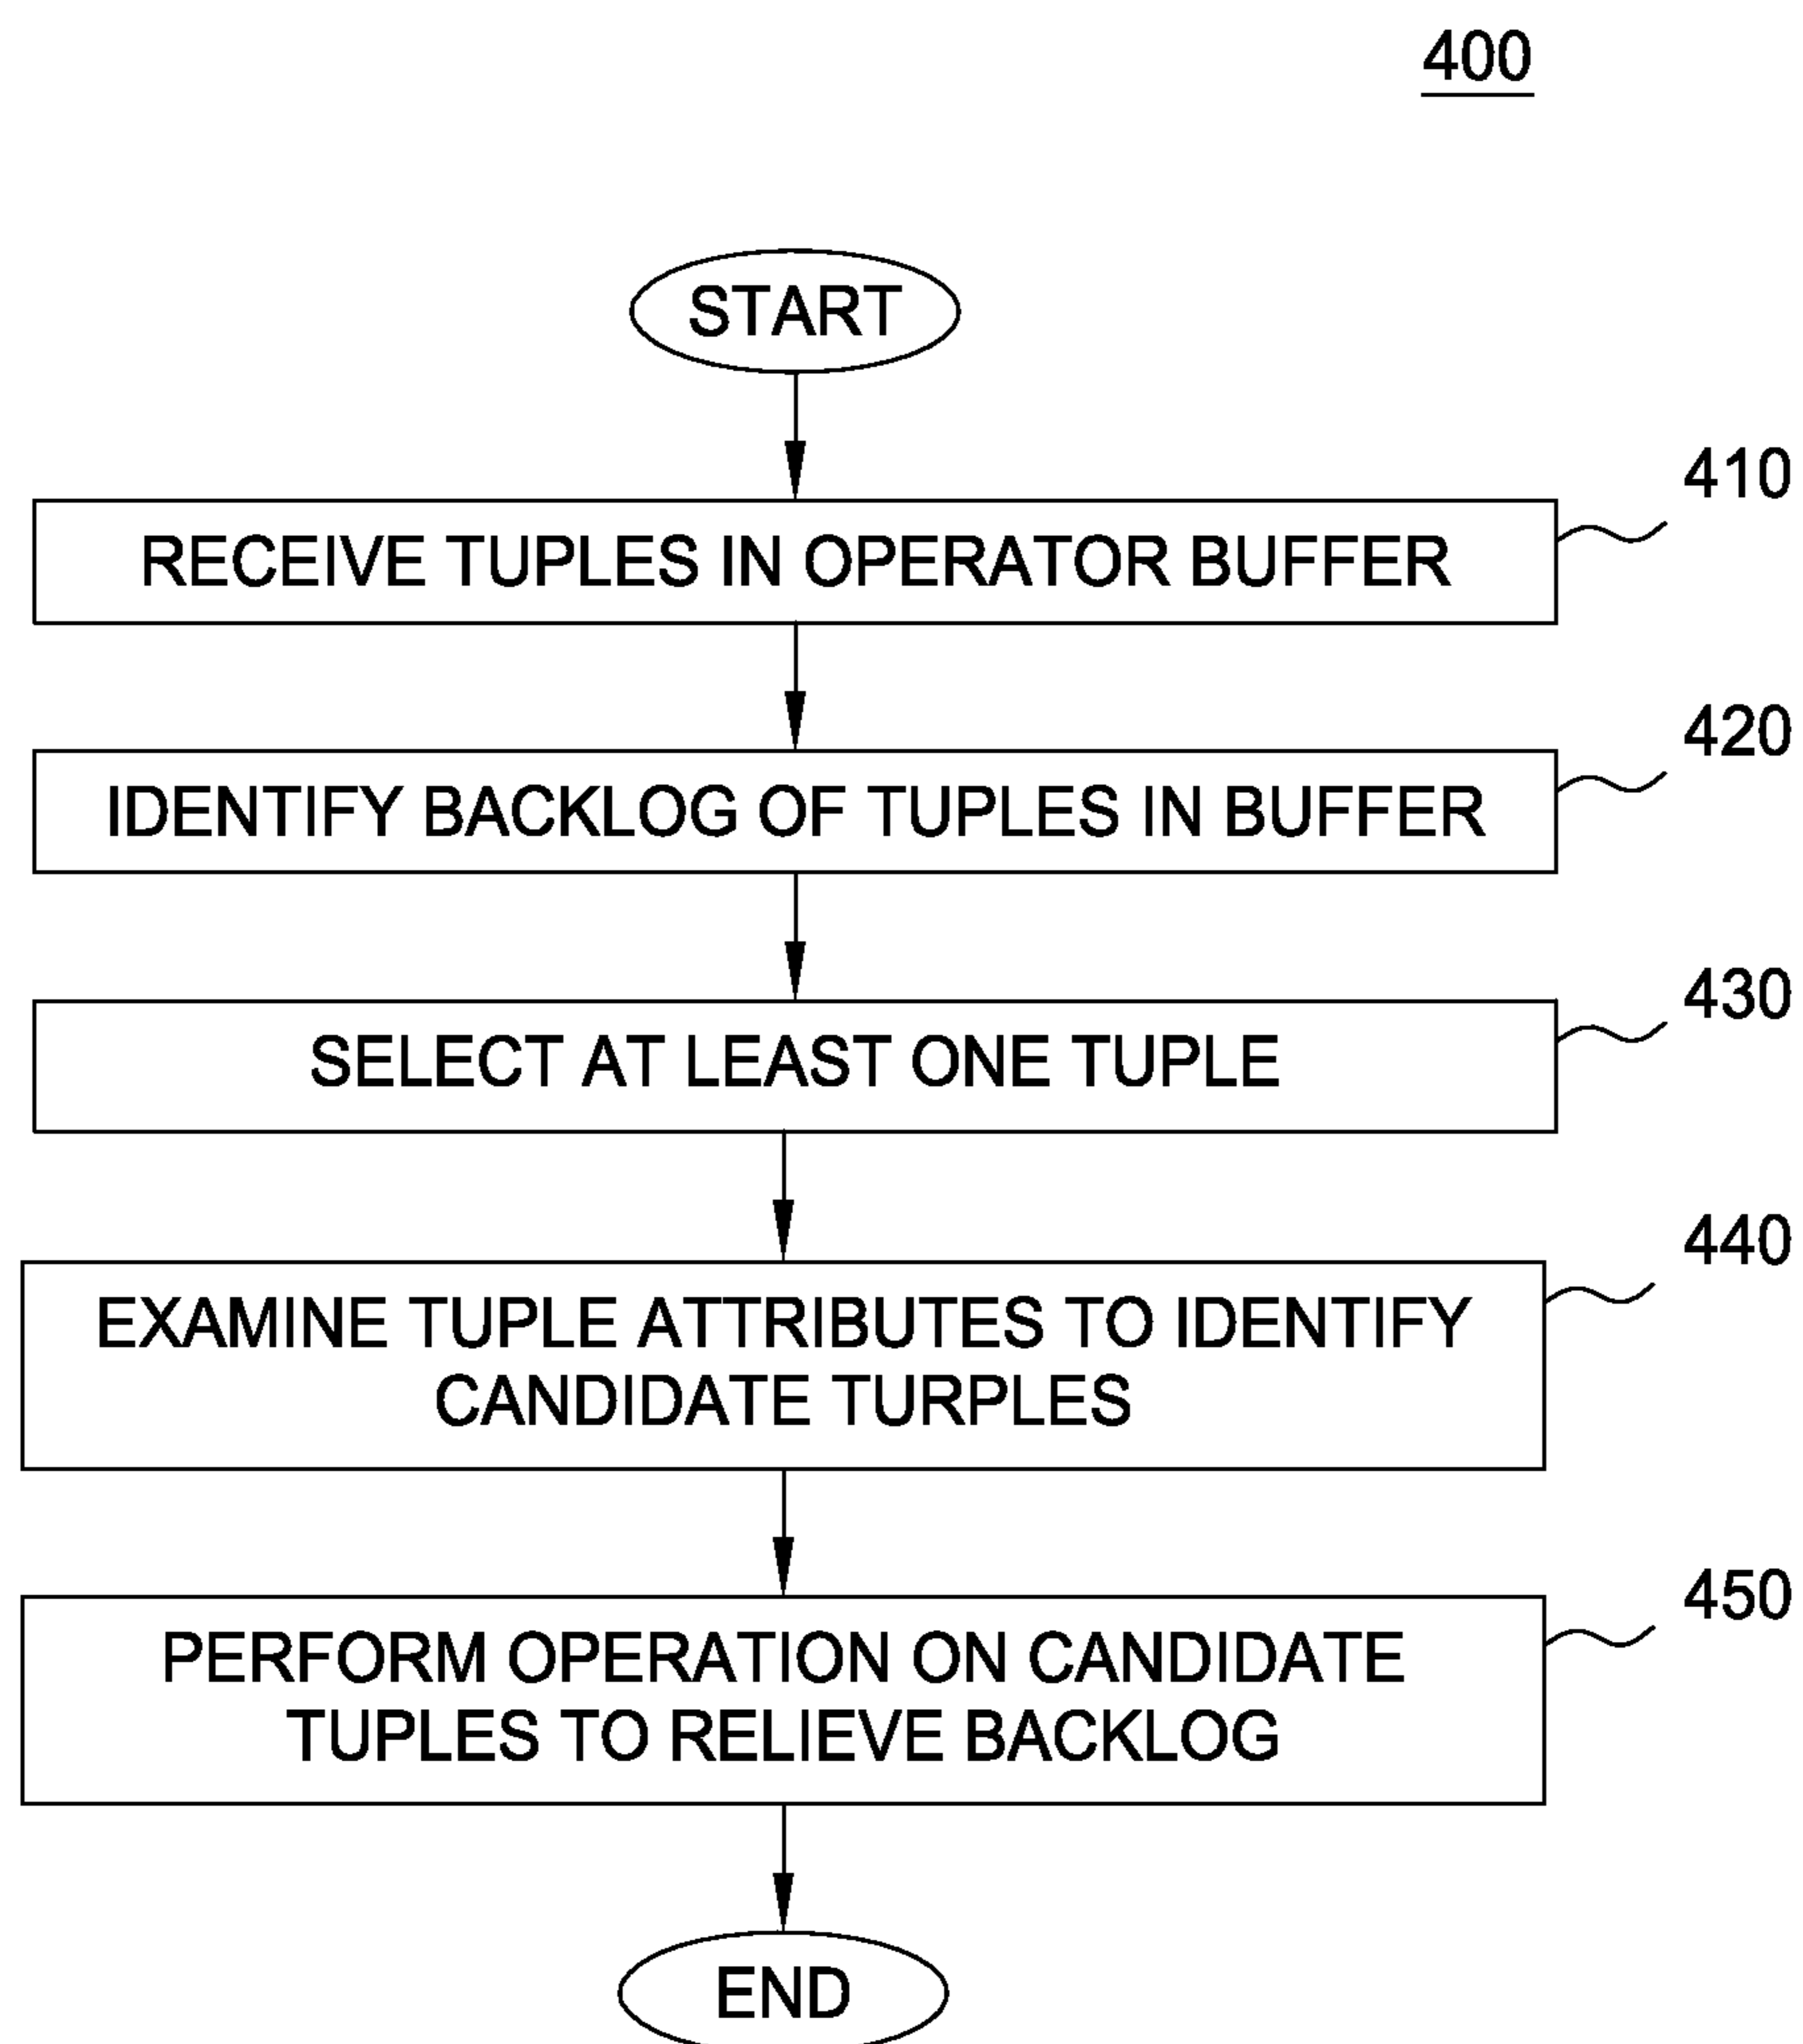 400
START
410
RECEIVE TUPLES IN OPERATOR BUFFER
420
IDENTIFY BACKLOG OF TUPLES IN BUFFER
430
SELECT AT LEAST ONE TUPLE
440
EXAMINE TUPLE ATTRIBUTES TO IDENTIFY
CANDIDATE TURPLES
450
PERFORM OPERATION ON CANDIDATE
TUPLES TO RELIEVE BACKLOG
END